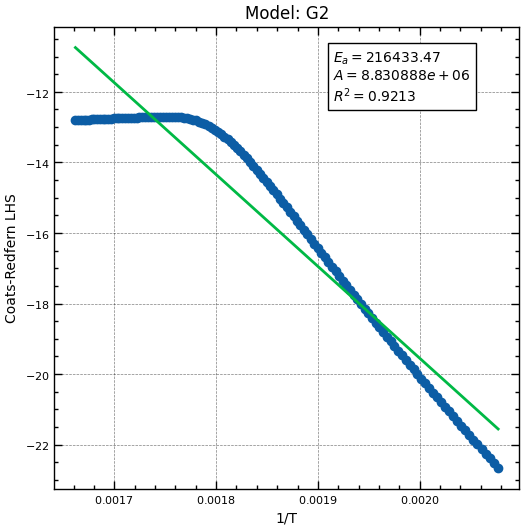 Model: G2
E_a = 216433.47
A = 8.830888e + 06
R² = 0.9213
Coats-Redfern LHS
−12
−14
−16
−18
−20
−22
0.0017 0.0018 0.0019 0.0020
1/T